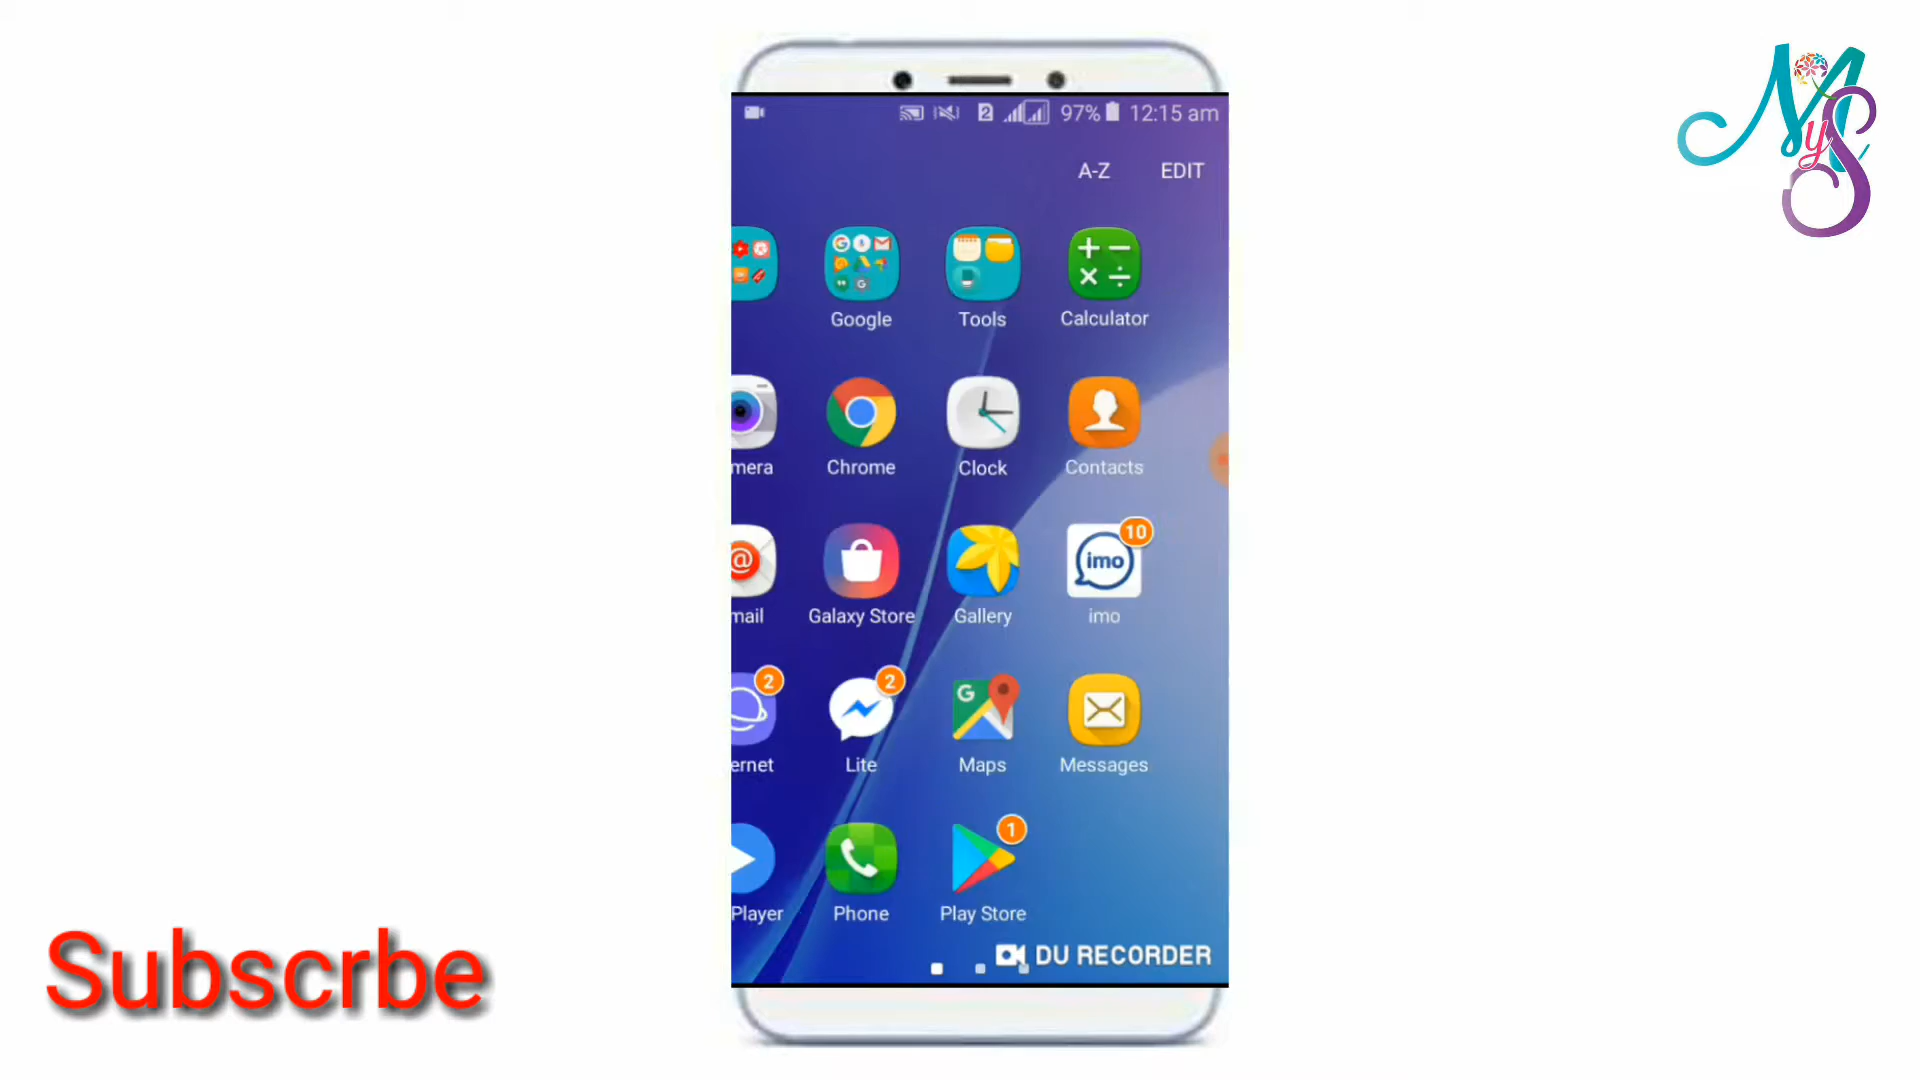 2 97% 12:15 am
A-Z EDIT
Google Tools Calculator
mera Chrome Clock Contacts
10
imo
mail Galaxy Store Gallery imo
2 2
ernet Lite Maps Messages
1
Player Phone Play Store
DU RECORDER
Subscrbe
MyS